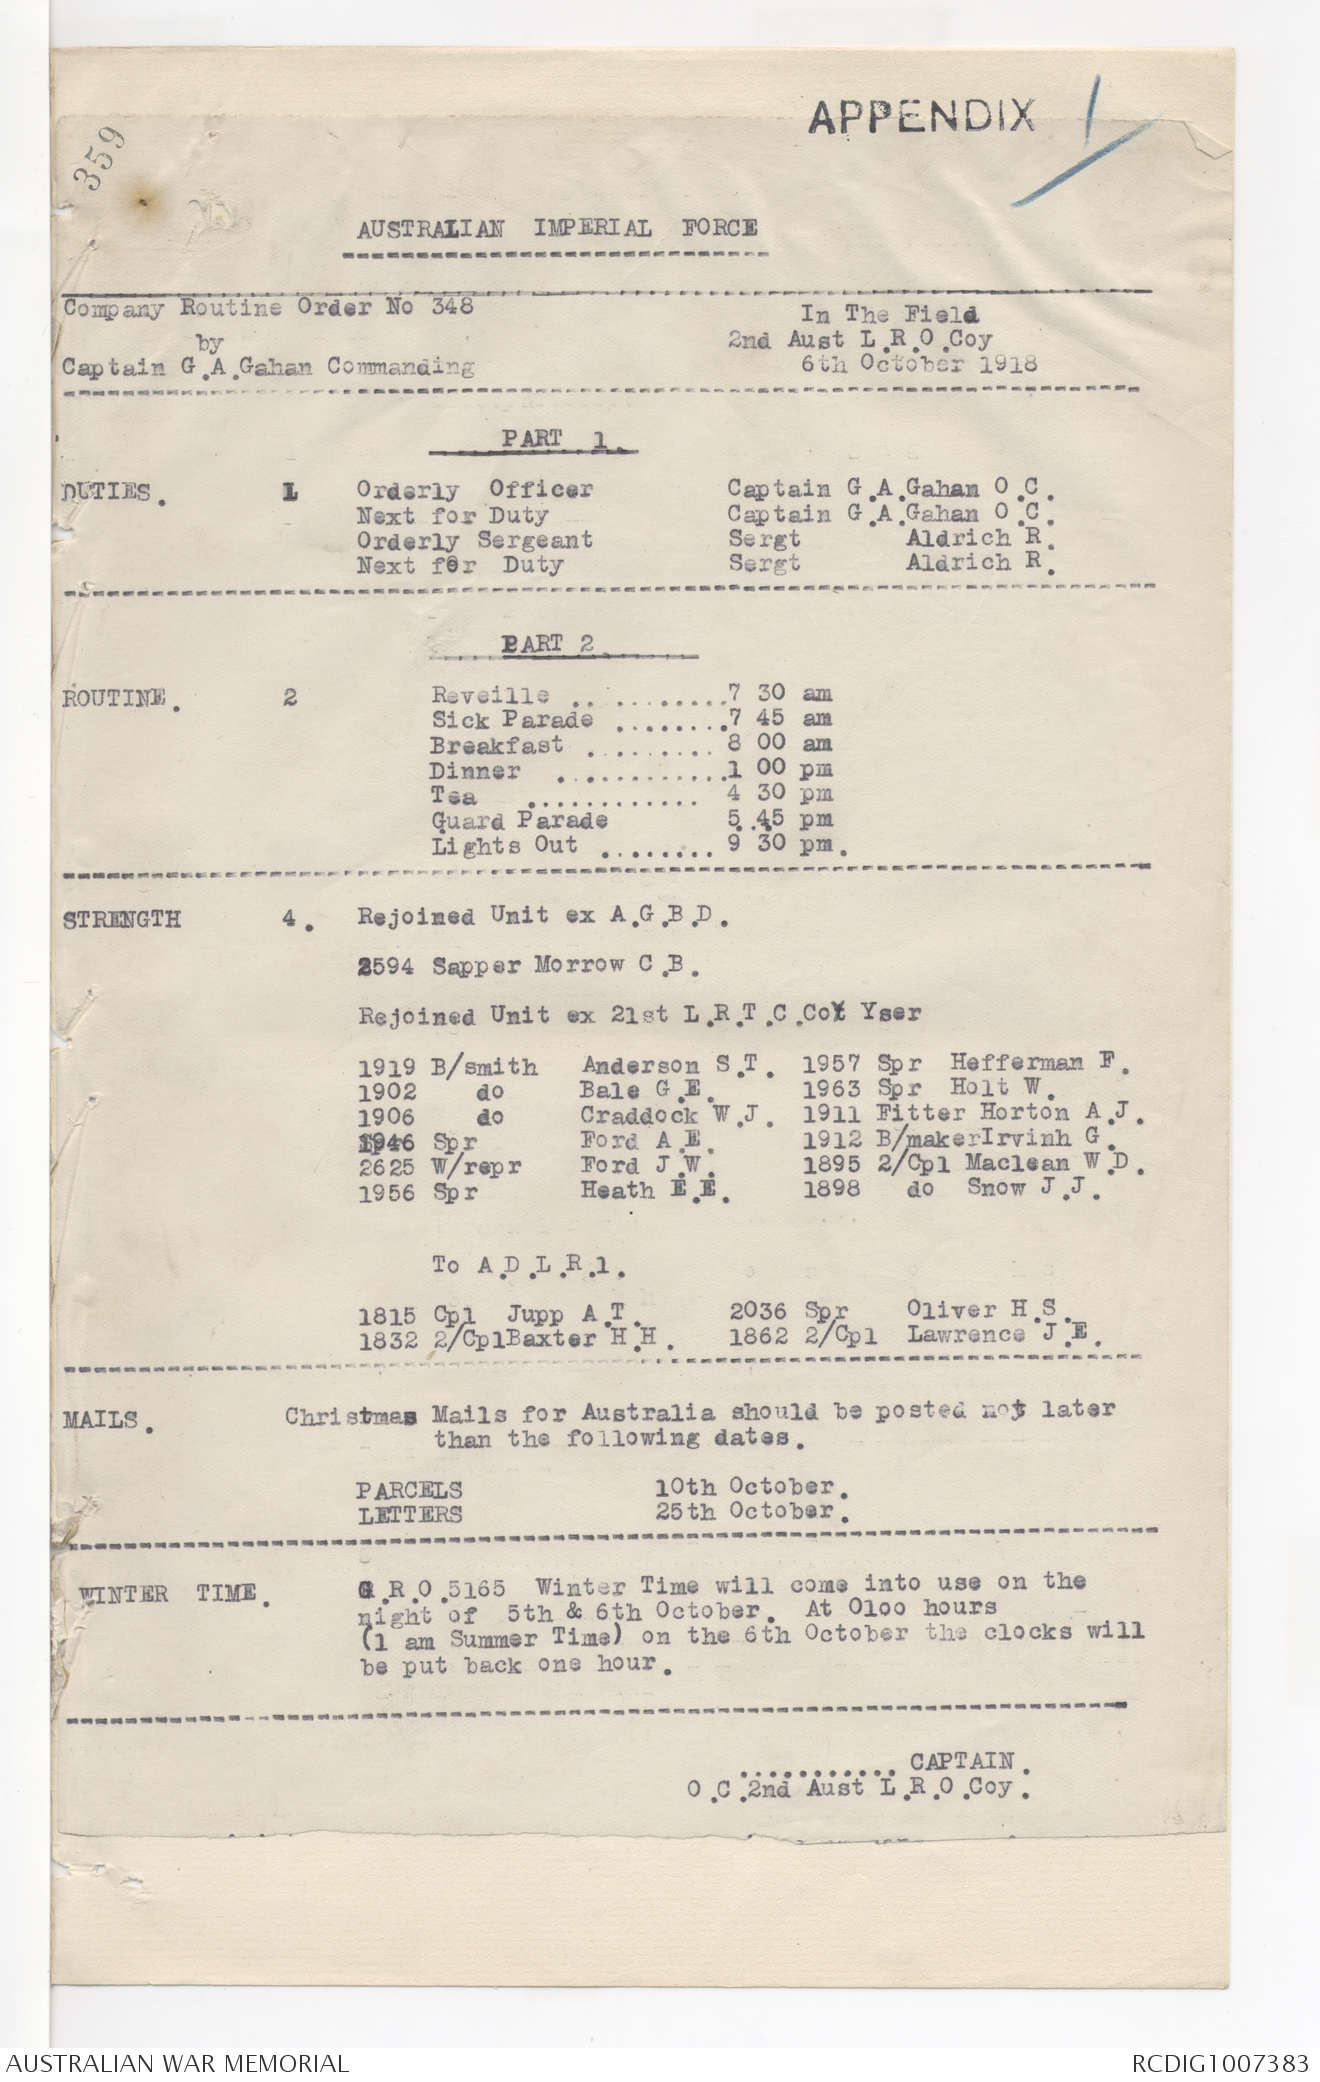 APPENDIX 1
359
AUSTRALIAN IMPERIAL FORCE
Company Routine Order No 348
by
Captain G.A.Gahan Commanding
In The Field
2nd Aust L.R.O.Coy
6th October 1918
PART 1.
DUTIES. 1 Orderly Officer Captain G.A.Gahan O.C.
Next for Duty Captain G.A.Gahan O.C.
Orderly Sergeant Sergt Aldrich R.
Next for Duty Sergt Aldrich R.
PART 2.
ROUTINE. 2 Reveille ...........7 30 am
Sick Parade ........7 45 am
Breakfast ......... 8 00 am
Dinner ............1 00 pm
Tea ............ 4 30 pm
Guard Parade 5.45 pm
Lights Out ........ 9 30 pm.
STRENGTH 4. Rejoined Unit ex A.G.B.D.
2594 Sapper Morrow C.B.
Rejoined Unit ex 21st L.R.T.C.Coy Yser
1919 B/smith Anderson S.T. 1957 Spr Hefferman F.
1902 do Bale G.E. 1963 Spr Holt W.
1906 do Craddock W.J. 1911 Fitter Horton A.J.
1946 Spr Ford A.E. 1912 B/makerIrvinh G.
2625 W/repr Ford J.W. 1895 2/Cpl Maclean W.D.
1956 Spr Heath E.E. 1898 do Snow J.J.
To A.D.L.R.1.
1815 Cpl Jupp A.T. 2036 Spr Oliver H.S.
1832 2/CplBaxter H.H. 1862 2/Cpl Lawrence J.E.
MAILS. Christmas Mails for Australia should be posted not later
than the following dates.
PARCELS 10th October.
LETTERS 25th October.
WINTER TIME. G.R.O.5165 Winter Time will come into use on the
night of 5th & 6th October. At 0100 hours
(1 am Summer Time) on the 6th October the clocks will
be put back one hour.
........... CAPTAIN.
O.C.2nd Aust L.R.O.Coy.
AUSTRALIAN WAR MEMORIAL
RCDIG1007383